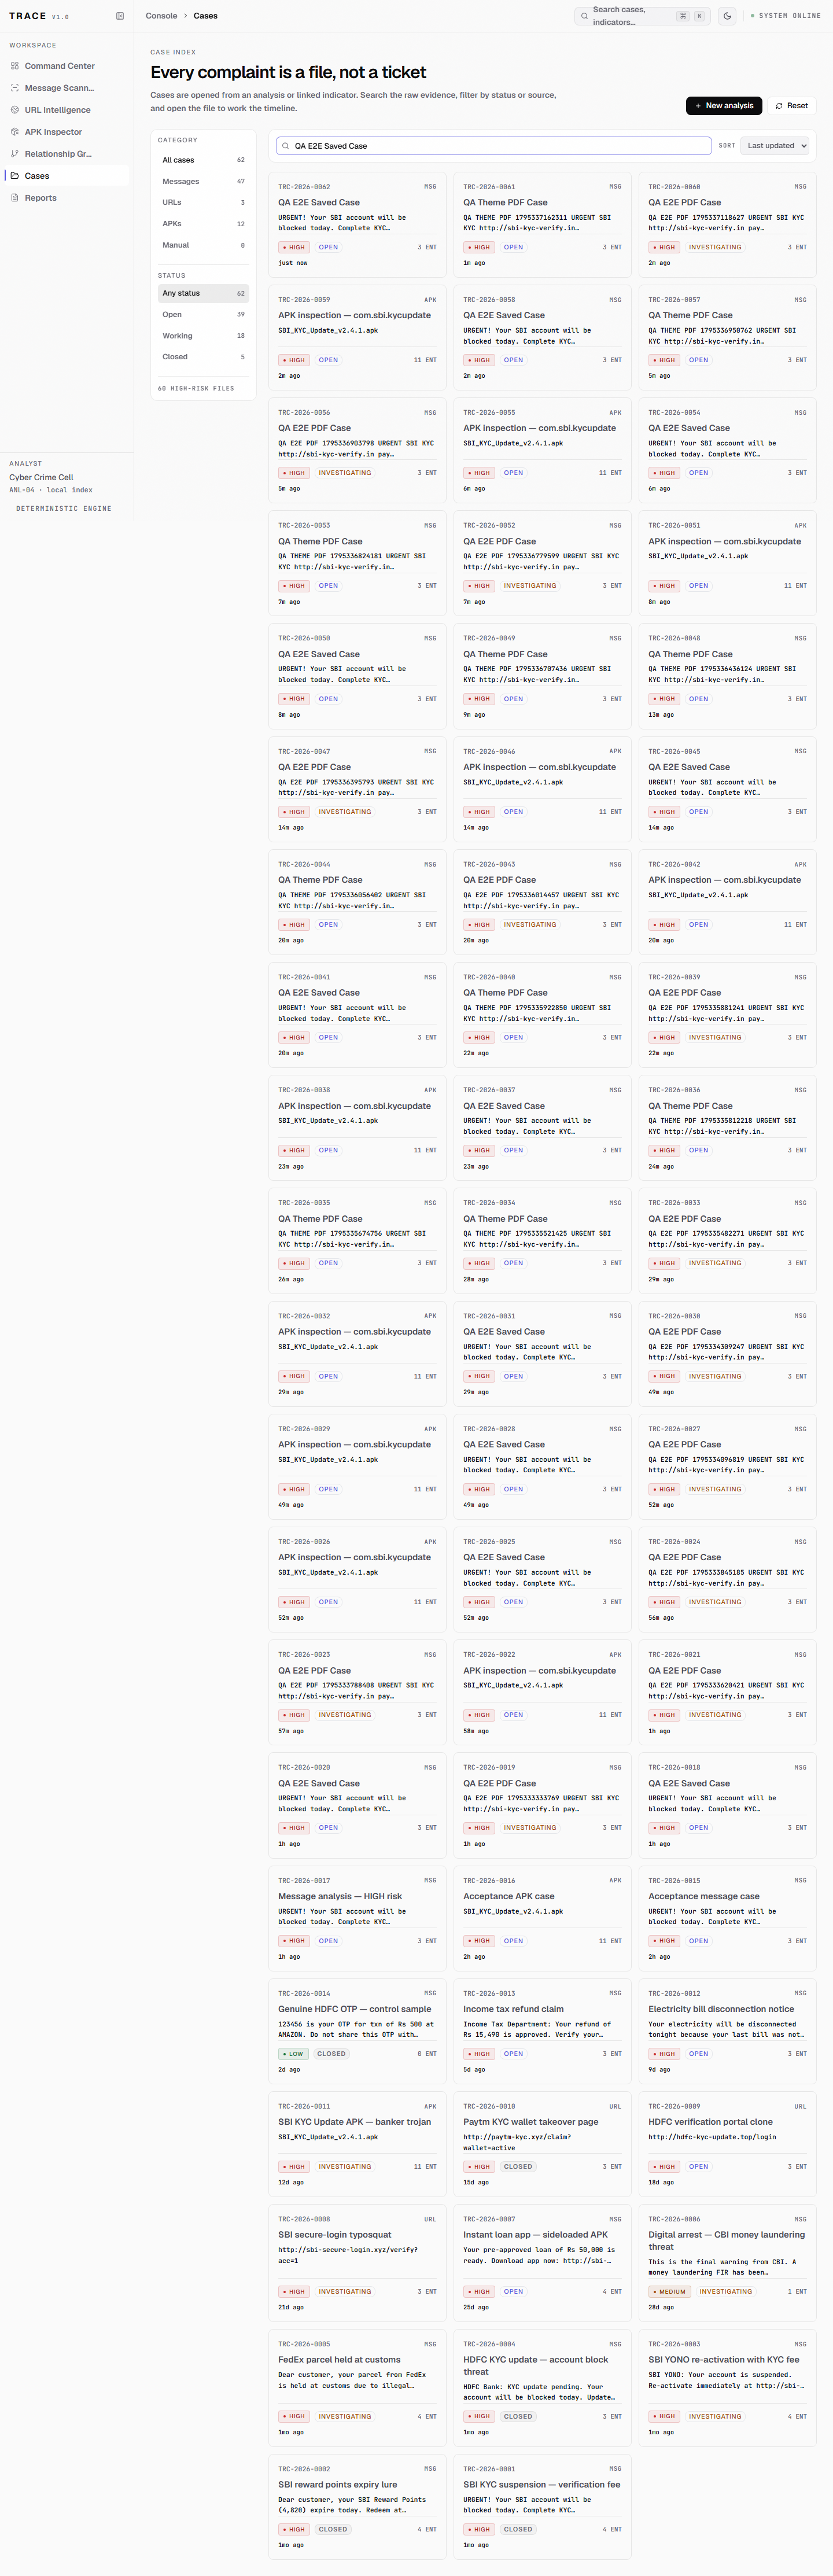 TRACE V1.0
Console › Cases
Search cases, indicators…
⌘ K
SYSTEM ONLINE
WORKSPACE
Command Center
Message Scann…
URL Intelligence
APK Inspector
Relationship Gr…
Cases
Reports
ANALYST
Cyber Crime Cell
ANL-04 · local index
DETERMINISTIC ENGINE
CASE INDEX
Every complaint is a file, not a ticket
Cases are opened from an analysis or linked indicator. Search the raw evidence, filter by status or source,
and open the file to work the timeline.
New analysis
Reset
CATEGORY
All cases 62
Messages 47
URLs 3
APKs 12
Manual 0
STATUS
Any status 62
Open 39
Working 18
Closed 5
60 HIGH-RISK FILES
QA E2E Saved Case
SORT Last updated
TRC-2026-0062 MSG
QA E2E Saved Case
URGENT! Your SBI account will be
blocked today. Complete KYC…
HIGH OPEN 3 ENT
just now
TRC-2026-0061 MSG
QA Theme PDF Case
QA THEME PDF 1795337162311 URGENT SBI
KYC http://sbi-kyc-verify.in…
HIGH OPEN 3 ENT
1m ago
TRC-2026-0060 MSG
QA E2E PDF Case
QA E2E PDF 1795337118627 URGENT SBI KYC
http://sbi-kyc-verify.in pay…
HIGH INVESTIGATING 3 ENT
2m ago
TRC-2026-0059 APK
APK inspection — com.sbi.kycupdate
SBI_KYC_Update_v2.4.1.apk
HIGH OPEN 11 ENT
2m ago
TRC-2026-0058 MSG
QA E2E Saved Case
URGENT! Your SBI account will be
blocked today. Complete KYC…
HIGH OPEN 3 ENT
2m ago
TRC-2026-0057 MSG
QA Theme PDF Case
QA THEME PDF 1795336950762 URGENT SBI
KYC http://sbi-kyc-verify.in…
HIGH OPEN 3 ENT
5m ago
TRC-2026-0056 MSG
QA E2E PDF Case
QA E2E PDF 1795336903798 URGENT SBI KYC
http://sbi-kyc-verify.in pay…
HIGH INVESTIGATING 3 ENT
5m ago
TRC-2026-0055 APK
APK inspection — com.sbi.kycupdate
SBI_KYC_Update_v2.4.1.apk
HIGH OPEN 11 ENT
6m ago
TRC-2026-0054 MSG
QA E2E Saved Case
URGENT! Your SBI account will be
blocked today. Complete KYC…
HIGH OPEN 3 ENT
6m ago
TRC-2026-0053 MSG
QA Theme PDF Case
QA THEME PDF 1795336824181 URGENT SBI
KYC http://sbi-kyc-verify.in…
HIGH OPEN 3 ENT
7m ago
TRC-2026-0052 MSG
QA E2E PDF Case
QA E2E PDF 1795336779599 URGENT SBI KYC
http://sbi-kyc-verify.in pay…
HIGH INVESTIGATING 3 ENT
7m ago
TRC-2026-0051 APK
APK inspection — com.sbi.kycupdate
SBI_KYC_Update_v2.4.1.apk
HIGH OPEN 11 ENT
8m ago
TRC-2026-0050 MSG
QA E2E Saved Case
URGENT! Your SBI account will be
blocked today. Complete KYC…
HIGH OPEN 3 ENT
8m ago
TRC-2026-0049 MSG
QA Theme PDF Case
QA THEME PDF 1795336707436 URGENT SBI
KYC http://sbi-kyc-verify.in…
HIGH OPEN 3 ENT
9m ago
TRC-2026-0048 MSG
QA Theme PDF Case
QA THEME PDF 1795336436124 URGENT SBI
KYC http://sbi-kyc-verify.in…
HIGH OPEN 3 ENT
13m ago
TRC-2026-0047 MSG
QA E2E PDF Case
QA E2E PDF 1795336395793 URGENT SBI KYC
http://sbi-kyc-verify.in pay…
HIGH INVESTIGATING 3 ENT
14m ago
TRC-2026-0046 APK
APK inspection — com.sbi.kycupdate
SBI_KYC_Update_v2.4.1.apk
HIGH OPEN 11 ENT
14m ago
TRC-2026-0045 MSG
QA E2E Saved Case
URGENT! Your SBI account will be
blocked today. Complete KYC…
HIGH OPEN 3 ENT
14m ago
TRC-2026-0044 MSG
QA Theme PDF Case
QA THEME PDF 1795336056402 URGENT SBI
KYC http://sbi-kyc-verify.in…
HIGH OPEN 3 ENT
20m ago
TRC-2026-0043 MSG
QA E2E PDF Case
QA E2E PDF 1795336014457 URGENT SBI KYC
http://sbi-kyc-verify.in pay…
HIGH INVESTIGATING 3 ENT
20m ago
TRC-2026-0042 APK
APK inspection — com.sbi.kycupdate
SBI_KYC_Update_v2.4.1.apk
HIGH OPEN 11 ENT
20m ago
TRC-2026-0041 MSG
QA E2E Saved Case
URGENT! Your SBI account will be
blocked today. Complete KYC…
HIGH OPEN 3 ENT
20m ago
TRC-2026-0040 MSG
QA Theme PDF Case
QA THEME PDF 1795335922850 URGENT SBI
KYC http://sbi-kyc-verify.in…
HIGH OPEN 3 ENT
22m ago
TRC-2026-0039 MSG
QA E2E PDF Case
QA E2E PDF 1795335881241 URGENT SBI KYC
http://sbi-kyc-verify.in pay…
HIGH INVESTIGATING 3 ENT
22m ago
TRC-2026-0038 APK
APK inspection — com.sbi.kycupdate
SBI_KYC_Update_v2.4.1.apk
HIGH OPEN 11 ENT
23m ago
TRC-2026-0037 MSG
QA E2E Saved Case
URGENT! Your SBI account will be
blocked today. Complete KYC…
HIGH OPEN 3 ENT
23m ago
TRC-2026-0036 MSG
QA Theme PDF Case
QA THEME PDF 1795335812218 URGENT SBI
KYC http://sbi-kyc-verify.in…
HIGH OPEN 3 ENT
24m ago
TRC-2026-0035 MSG
QA Theme PDF Case
QA THEME PDF 1795335674756 URGENT SBI
KYC http://sbi-kyc-verify.in…
HIGH OPEN 3 ENT
26m ago
TRC-2026-0034 MSG
QA Theme PDF Case
QA THEME PDF 1795335521425 URGENT SBI
KYC http://sbi-kyc-verify.in…
HIGH OPEN 3 ENT
28m ago
TRC-2026-0033 MSG
QA E2E PDF Case
QA E2E PDF 1795335482271 URGENT SBI KYC
http://sbi-kyc-verify.in pay…
HIGH INVESTIGATING 3 ENT
29m ago
TRC-2026-0032 APK
APK inspection — com.sbi.kycupdate
SBI_KYC_Update_v2.4.1.apk
HIGH OPEN 11 ENT
29m ago
TRC-2026-0031 MSG
QA E2E Saved Case
URGENT! Your SBI account will be
blocked today. Complete KYC…
HIGH OPEN 3 ENT
29m ago
TRC-2026-0030 MSG
QA E2E PDF Case
QA E2E PDF 1795334309247 URGENT SBI KYC
http://sbi-kyc-verify.in pay…
HIGH INVESTIGATING 3 ENT
49m ago
TRC-2026-0029 APK
APK inspection — com.sbi.kycupdate
SBI_KYC_Update_v2.4.1.apk
HIGH OPEN 11 ENT
49m ago
TRC-2026-0028 MSG
QA E2E Saved Case
URGENT! Your SBI account will be
blocked today. Complete KYC…
HIGH OPEN 3 ENT
49m ago
TRC-2026-0027 MSG
QA E2E PDF Case
QA E2E PDF 1795334096819 URGENT SBI KYC
http://sbi-kyc-verify.in pay…
HIGH INVESTIGATING 3 ENT
52m ago
TRC-2026-0026 APK
APK inspection — com.sbi.kycupdate
SBI_KYC_Update_v2.4.1.apk
HIGH OPEN 11 ENT
52m ago
TRC-2026-0025 MSG
QA E2E Saved Case
URGENT! Your SBI account will be
blocked today. Complete KYC…
HIGH OPEN 3 ENT
52m ago
TRC-2026-0024 MSG
QA E2E PDF Case
QA E2E PDF 1795333845185 URGENT SBI KYC
http://sbi-kyc-verify.in pay…
HIGH INVESTIGATING 3 ENT
56m ago
TRC-2026-0023 MSG
QA E2E PDF Case
QA E2E PDF 1795333788408 URGENT SBI KYC
http://sbi-kyc-verify.in pay…
HIGH INVESTIGATING 3 ENT
57m ago
TRC-2026-0022 APK
APK inspection — com.sbi.kycupdate
SBI_KYC_Update_v2.4.1.apk
HIGH OPEN 11 ENT
58m ago
TRC-2026-0021 MSG
QA E2E PDF Case
QA E2E PDF 1795333620421 URGENT SBI KYC
http://sbi-kyc-verify.in pay…
HIGH INVESTIGATING 3 ENT
1h ago
TRC-2026-0020 MSG
QA E2E Saved Case
URGENT! Your SBI account will be
blocked today. Complete KYC…
HIGH OPEN 3 ENT
1h ago
TRC-2026-0019 MSG
QA E2E PDF Case
QA E2E PDF 1795333333769 URGENT SBI KYC
http://sbi-kyc-verify.in pay…
HIGH INVESTIGATING 3 ENT
1h ago
TRC-2026-0018 MSG
QA E2E Saved Case
URGENT! Your SBI account will be
blocked today. Complete KYC…
HIGH OPEN 3 ENT
1h ago
TRC-2026-0017 MSG
Message analysis — HIGH risk
URGENT! Your SBI account will be
blocked today. Complete KYC…
HIGH OPEN 3 ENT
1h ago
TRC-2026-0016 APK
Acceptance APK case
SBI_KYC_Update_v2.4.1.apk
HIGH OPEN 11 ENT
2h ago
TRC-2026-0015 MSG
Acceptance message case
URGENT! Your SBI account will be
blocked today. Complete KYC…
HIGH OPEN 3 ENT
2h ago
TRC-2026-0014 MSG
Genuine HDFC OTP — control sample
123456 is your OTP for txn of Rs 500 at
AMAZON. Do not share this OTP with…
LOW CLOSED 0 ENT
2d ago
TRC-2026-0013 MSG
Income tax refund claim
Income Tax Department: Your refund of
Rs 15,490 is approved. Verify your…
HIGH OPEN 3 ENT
5d ago
TRC-2026-0012 MSG
Electricity bill disconnection notice
Your electricity will be disconnected
tonight because your last bill was not…
HIGH OPEN 3 ENT
9d ago
TRC-2026-0011 APK
SBI KYC Update APK — banker trojan
SBI_KYC_Update_v2.4.1.apk
HIGH INVESTIGATING 11 ENT
12d ago
TRC-2026-0010 URL
Paytm KYC wallet takeover page
http://paytm-kyc.xyz/claim?
wallet=active
HIGH CLOSED 3 ENT
15d ago
TRC-2026-0009 URL
HDFC verification portal clone
http://hdfc-kyc-update.top/login
HIGH OPEN 3 ENT
18d ago
TRC-2026-0008 URL
SBI secure-login typosquat
http://sbi-secure-login.xyz/verify?
acc=1
HIGH INVESTIGATING 3 ENT
21d ago
TRC-2026-0007 MSG
Instant loan app — sideloaded APK
Your pre-approved loan of Rs 50,000 is
ready. Download app now: http://sbi-…
HIGH OPEN 4 ENT
25d ago
TRC-2026-0006 MSG
Digital arrest — CBI money laundering
threat
This is the final warning from CBI. A
money laundering FIR has been…
MEDIUM INVESTIGATING 1 ENT
28d ago
TRC-2026-0005 MSG
FedEx parcel held at customs
Dear customer, your parcel from FedEx
is held at customs due to illegal…
HIGH INVESTIGATING 4 ENT
1mo ago
TRC-2026-0004 MSG
HDFC KYC update — account block
threat
HDFC Bank: KYC update pending. Your
account will be blocked today. Update…
HIGH CLOSED 3 ENT
1mo ago
TRC-2026-0003 MSG
SBI YONO re-activation with KYC fee
SBI YONO: Your account is suspended.
Re-activate immediately at http://sbi-…
HIGH INVESTIGATING 4 ENT
1mo ago
TRC-2026-0002 MSG
SBI reward points expiry lure
Dear customer, your SBI Reward Points
(4,820) expire today. Redeem at…
HIGH CLOSED 4 ENT
1mo ago
TRC-2026-0001 MSG
SBI KYC suspension — verification fee
URGENT! Your SBI account will be
blocked today. Complete KYC…
HIGH CLOSED 4 ENT
1mo ago